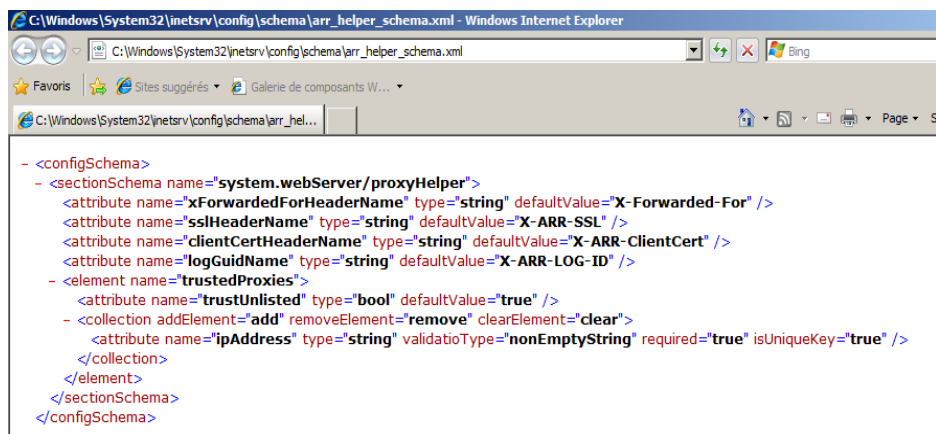 C:\Windows\System32\inetsrv\config\schema\arr_helper_schema.xml - Windows Internet Explorer
C:\Windows\System32\inetsrv\config\schema\arr_helper_schema.xml Bing
Favoris Sites suggérés Galerie de composants W...
C:\Windows\System32\inetsrv\config\schema\arr_hel... Page S
- <configSchema>
- <sectionSchema name="system.webServer/proxyHelper">
<attribute name="xForwardedForHeaderName" type="string" defaultValue="X-Forwarded-For" />
<attribute name="sslHeaderName" type="string" defaultValue="X-ARR-SSL" />
<attribute name="clientCertHeaderName" type="string" defaultValue="X-ARR-ClientCert" />
<attribute name="logGuidName" type="string" defaultValue="X-ARR-LOG-ID" />
- <element name="trustedProxies">
<attribute name="trustUnlisted" type="bool" defaultValue="true" />
- <collection addElement="add" removeElement="remove" clearElement="clear">
<attribute name="ipAddress" type="string" validatioType="nonEmptyString" required="true" isUniqueKey="true" />
</collection>
</element>
</sectionSchema>
</configSchema>